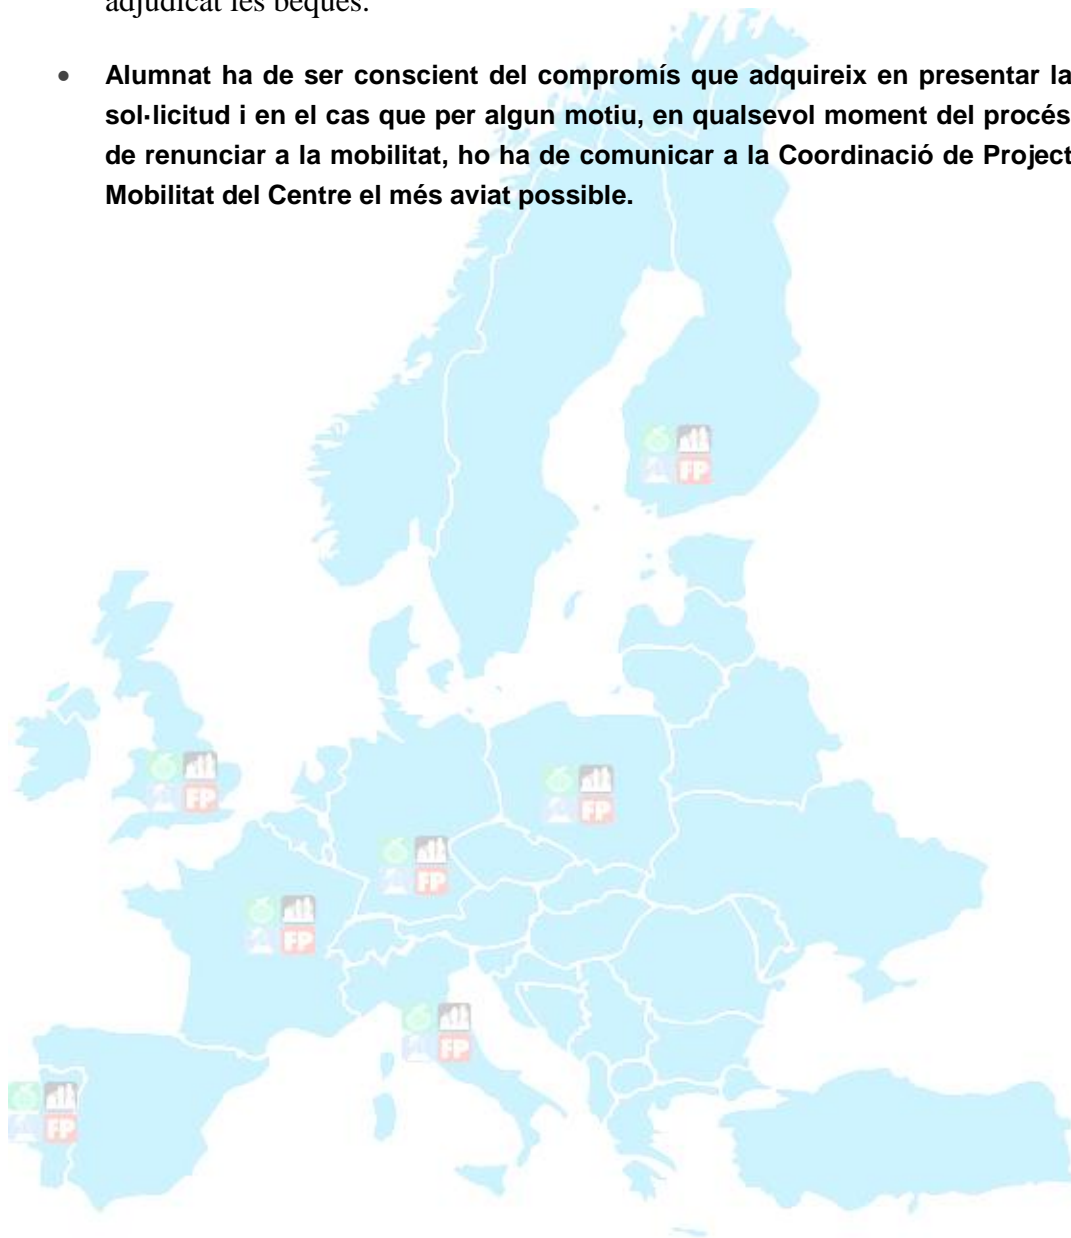 adjudicat les beques.
• Alumnat ha de ser conscient del compromís que adquireix en presentar la
sol·licitud i en el cas que per algun motiu, en qualsevol moment del procés
de renunciar a la mobilitat, ho ha de comunicar a la Coordinació de Project
Mobilitat del Centre el més aviat possible.
FP
FP
FP
FP
FP
FP
FP